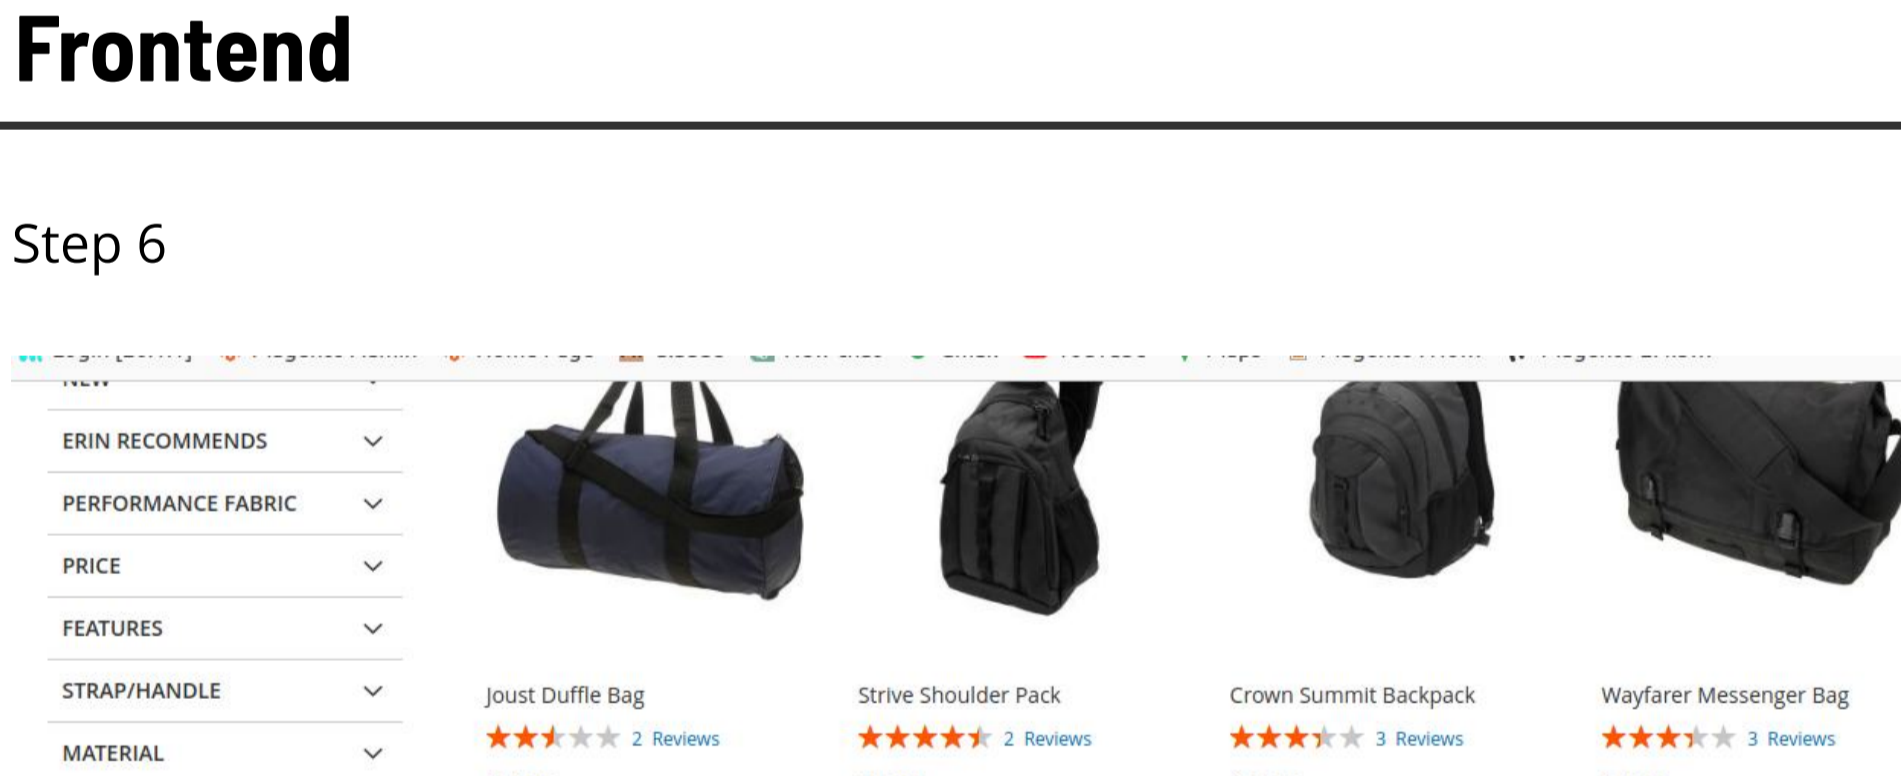 Frontend
Step 6
NEW
ERIN RECOMMENDS
PERFORMANCE FABRIC
PRICE
FEATURES
STRAP/HANDLE
MATERIAL
Joust Duffle Bag
2 Reviews
Strive Shoulder Pack
2 Reviews
Crown Summit Backpack
3 Reviews
Wayfarer Messenger Bag
3 Reviews